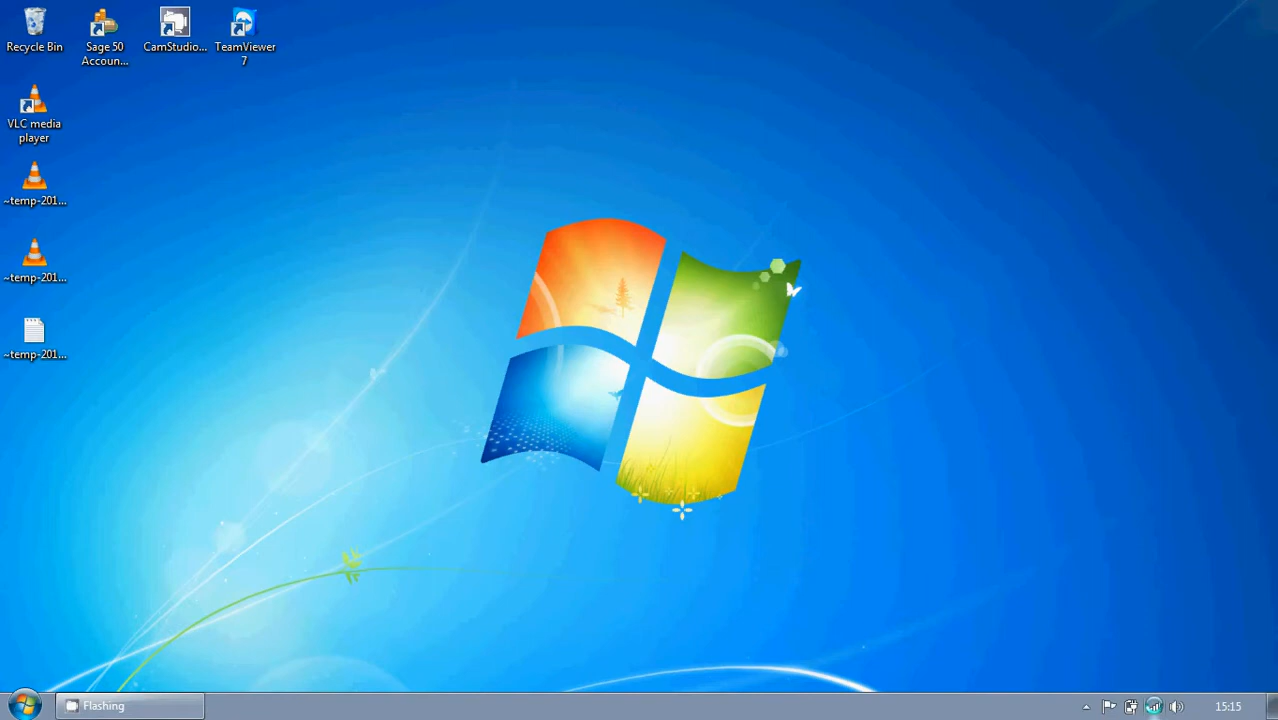 Recycle Bin
Sage 50
Accoun...
CamStudio...
TeamViewer
7
VLC media
player
~temp-201...
~temp-201...
~temp-201...
Flashing
15:15